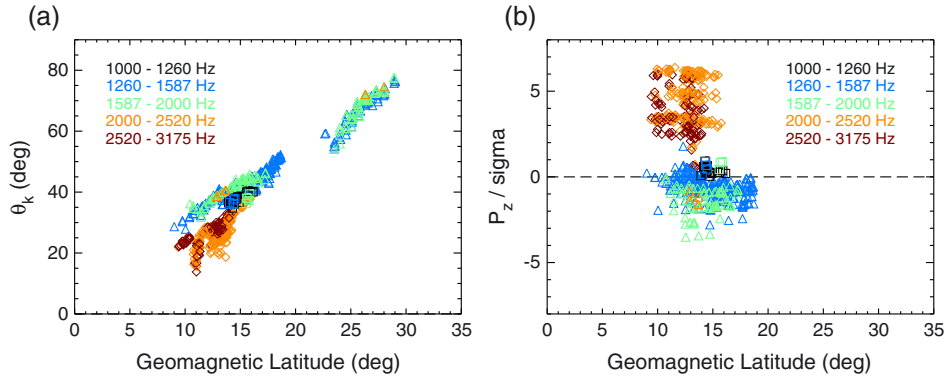 (a)
80
60
40
20
0
θk (deg)
1000 - 1260 Hz
1260 - 1587 Hz
1587 - 2000 Hz
2000 - 2520 Hz
2520 - 3175 Hz
0 5 10 15 20 25 30 35
Geomagnetic Latitude (deg)
(b)
5
0
-5
Pz / sigma
1000 - 1260 Hz
1260 - 1587 Hz
1587 - 2000 Hz
2000 - 2520 Hz
2520 - 3175 Hz
0 5 10 15 20 25 30 35
Geomagnetic Latitude (deg)